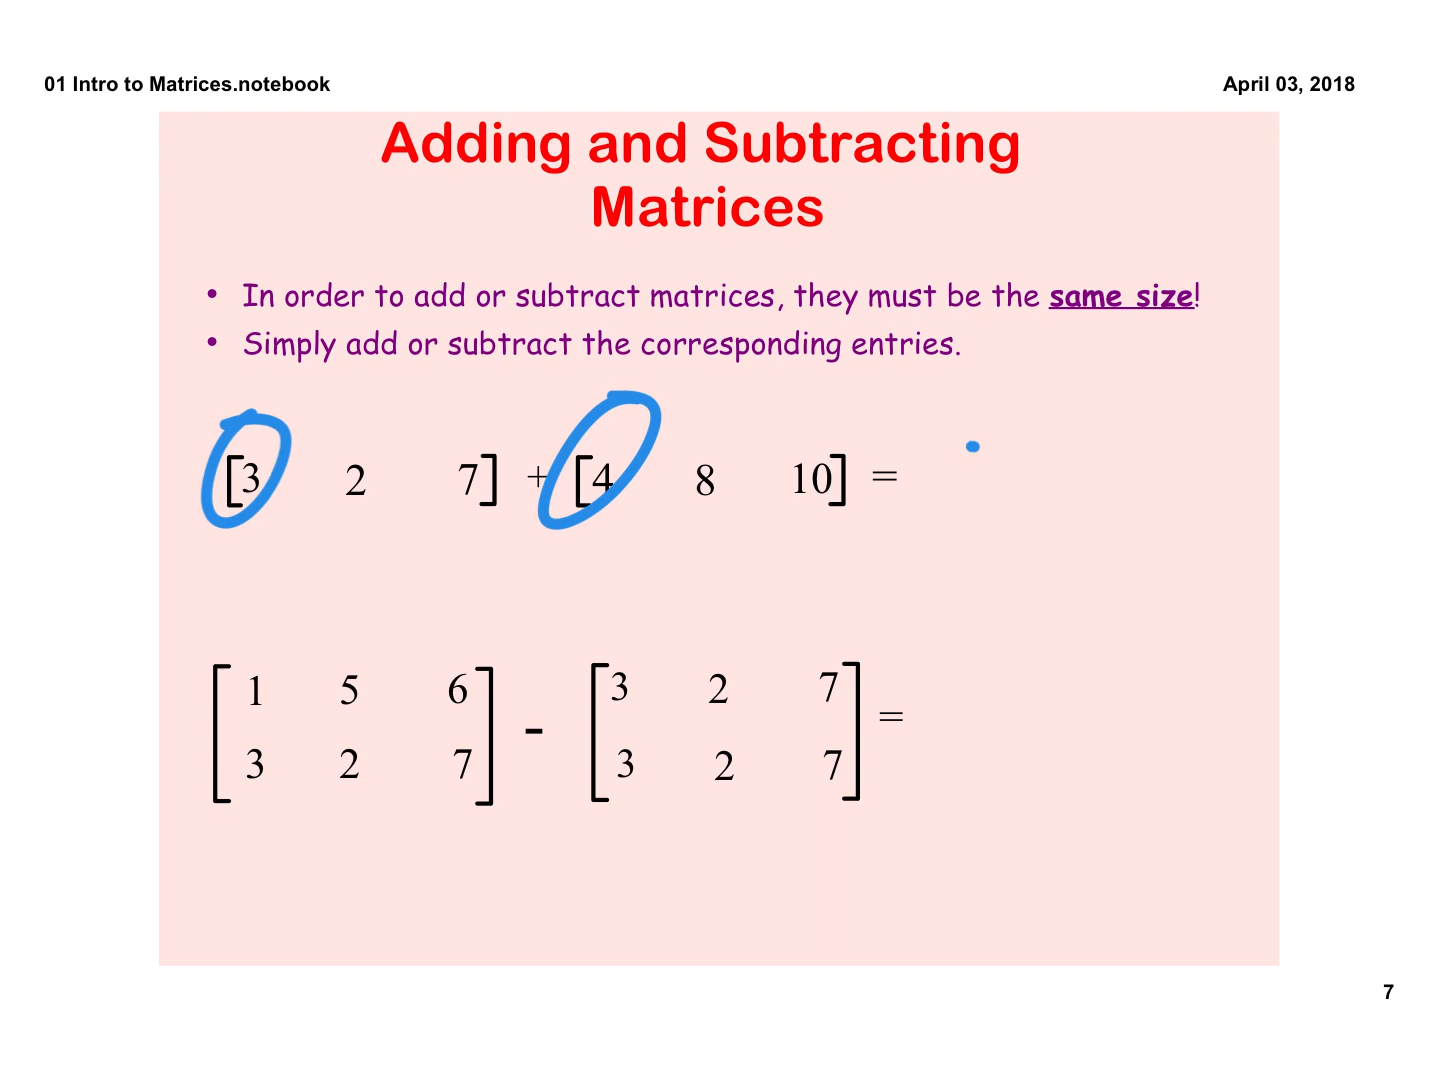 01 Intro to Matrices.notebook
April 03, 2018
Adding and Subtracting
Matrices
• In order to add or subtract matrices, they must be the same size!
• Simply add or subtract the corresponding entries.
[3 2 7] + [4 8 10] =
[1 5 6
3 2 7] - [3 2 7
3 2 7] =
7